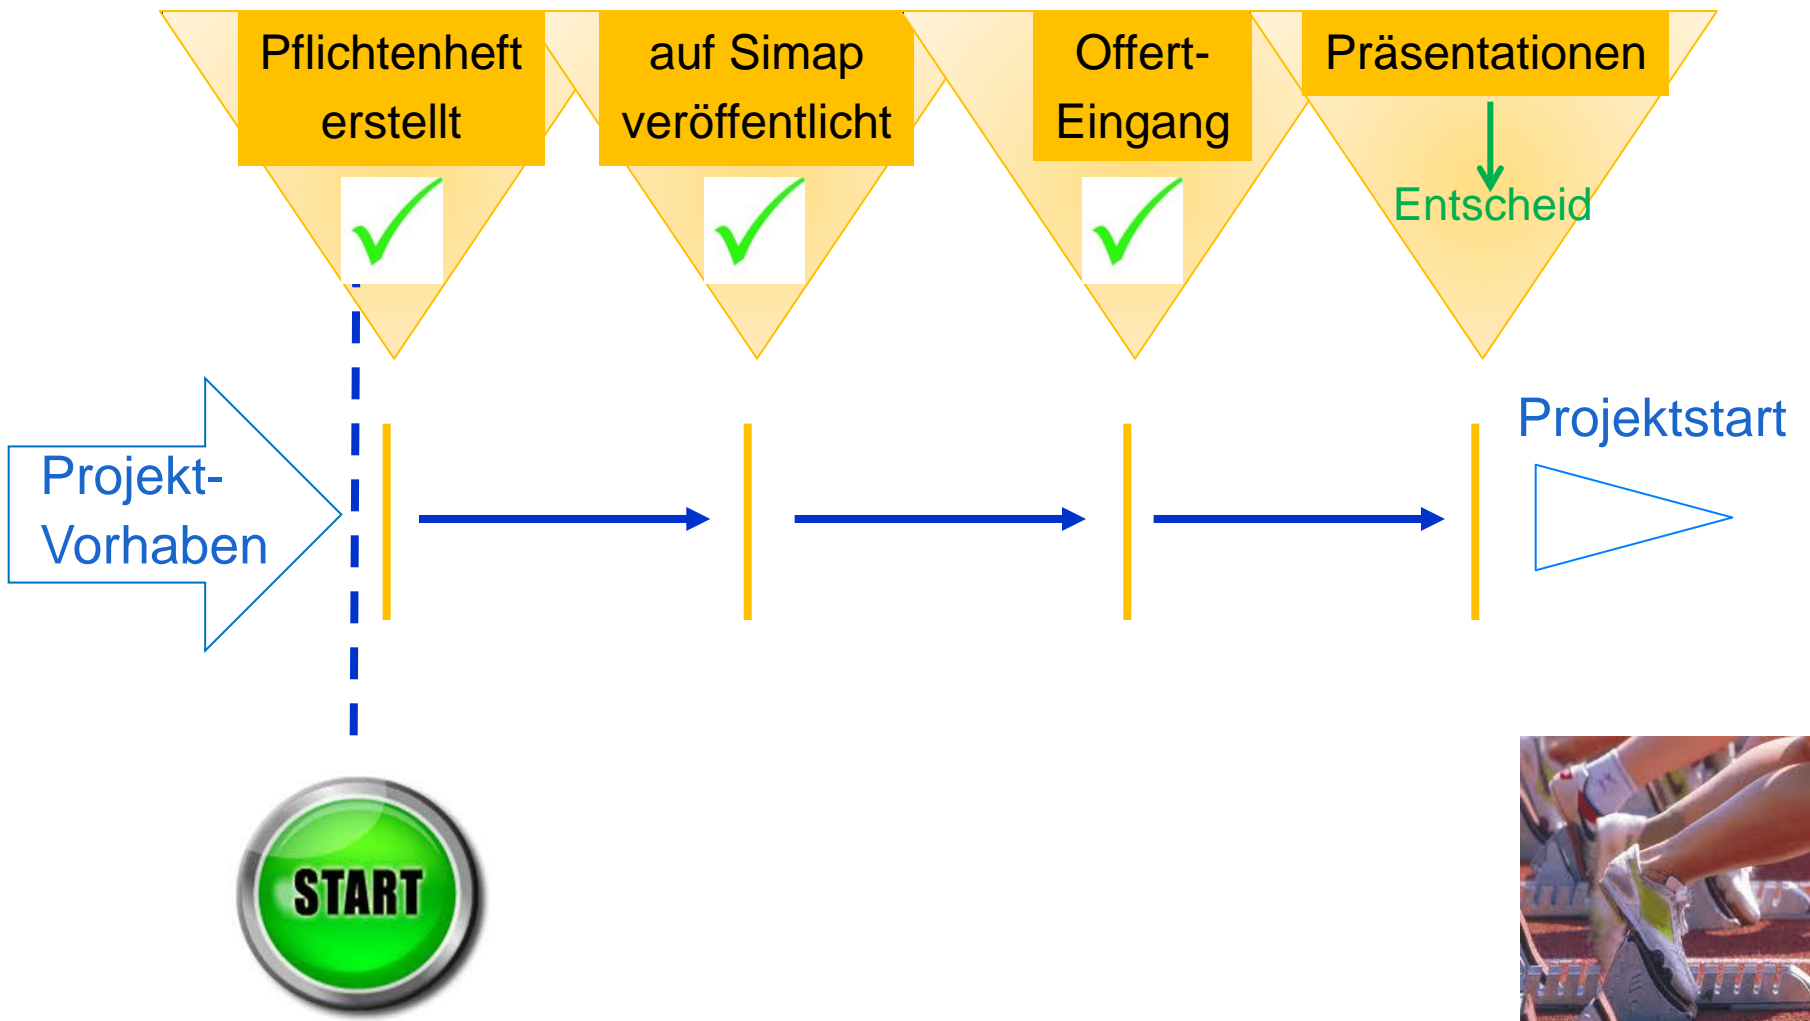 Pflichtenheft
erstellt
auf Simap
veröffentlicht
Offert-
Eingang
Präsentationen
Entscheid
Projekt-
Vorhaben
Projektstart
START